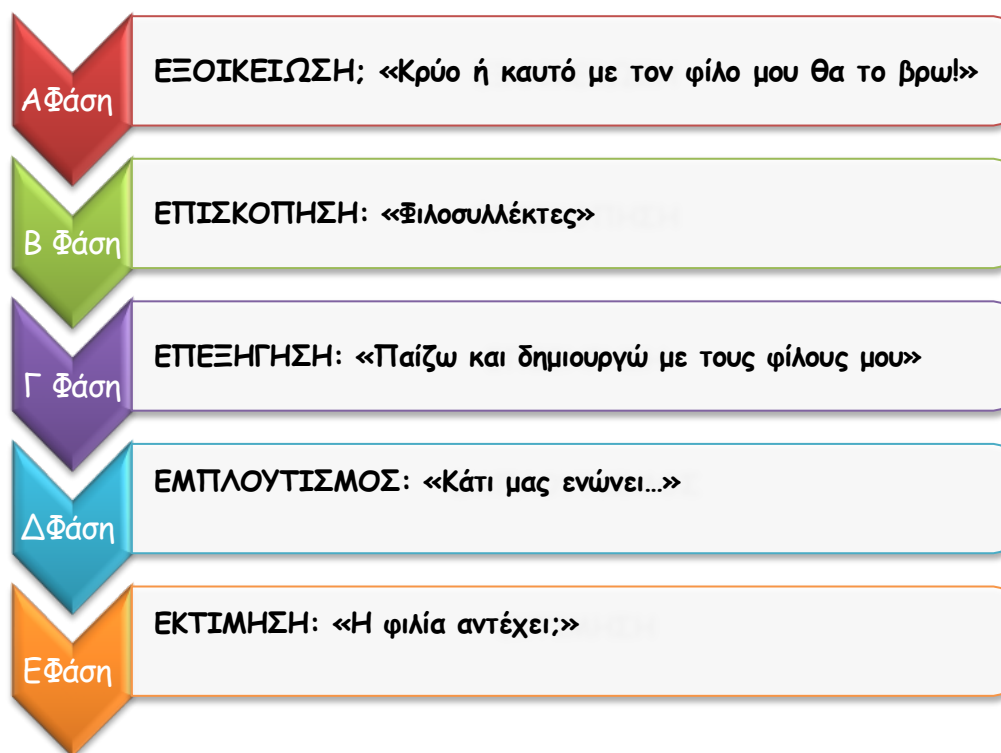 ΑΦάση
ΕΞΟΙΚΕΙΩΣΗ; «Κρύο ή καυτό με τον φίλο μου θα το βρω!»
Β Φάση
ΕΠΙΣΚΟΠΗΣΗ: «Φιλοσυλλέκτες»
Γ Φάση
ΕΠΕΞΗΓΗΣΗ: «Παίζω και δημιουργώ με τους φίλους μου»
ΔΦάση
ΕΜΠΛΟΥΤΙΣΜΟΣ: «Κάτι μας ενώνει...»
ΕΦάση
ΕΚΤΙΜΗΣΗ: «Η φιλία αντέχει;»